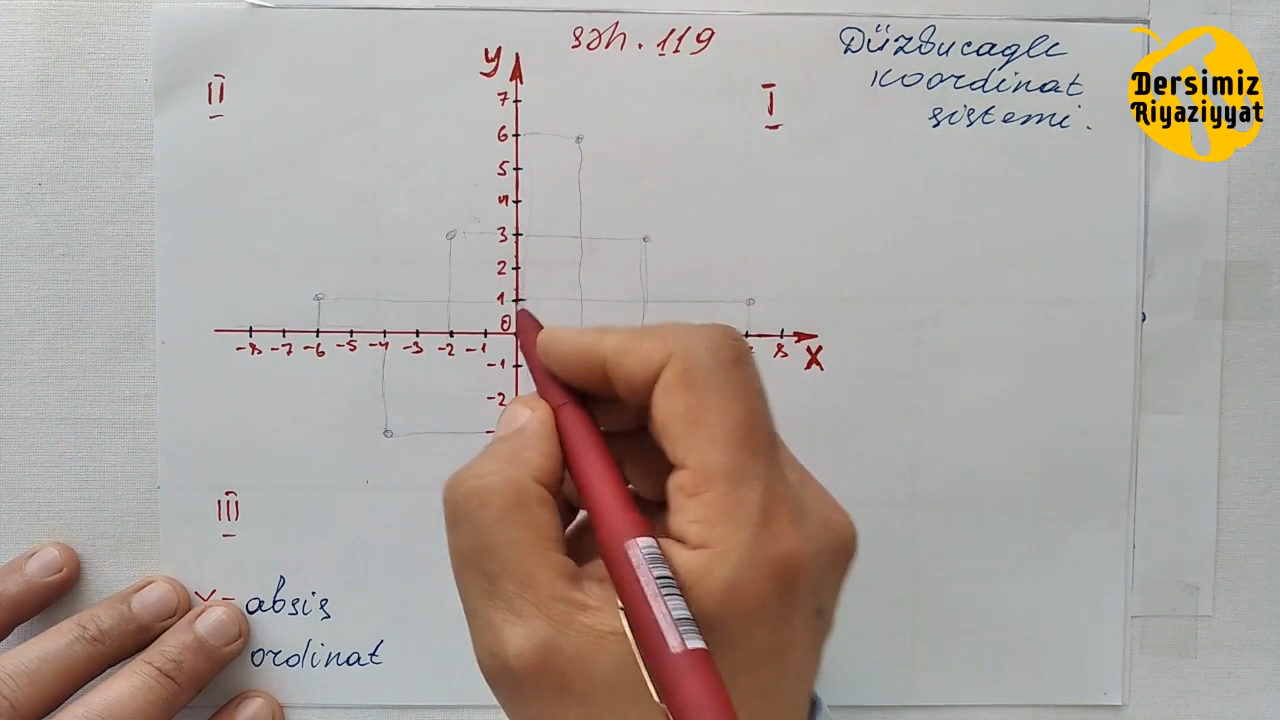 səh. 119
Düzbucaqlı
koordinat
sistemi.
Dersimiz
Riyaziyyat
II
I
y
7
6
5
4
3
2
1
0
-8 -7 -6 -5 -4 -3 -2 -1
8
x
-1
-2
III
x - absis
ordinat